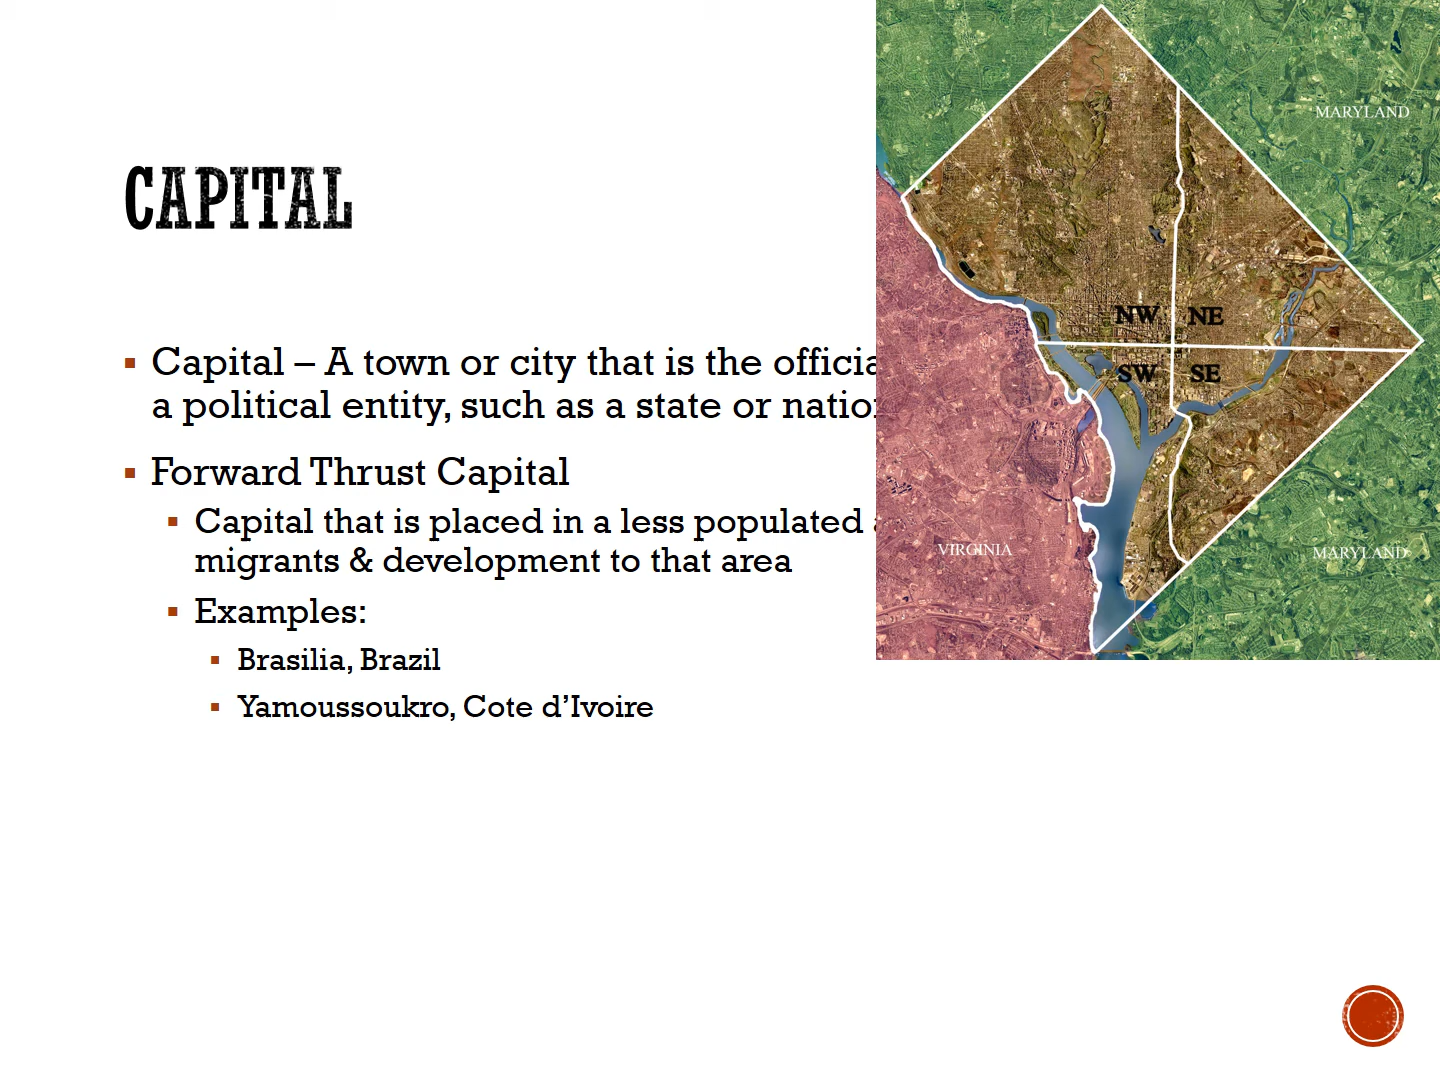 CAPITAL
▪ Capital – A town or city that is the
a political entity, such as a state or
▪ Forward Thrust Capital
▪ Capital that is placed in a less populated
migrants & development to that area
▪ Examples:
▪ Brasilia, Brazil
▪ Yamoussoukro, Cote d’Ivoire
MARYLAND
NW NE
SW SE
VIRGINIA
MARYLAND